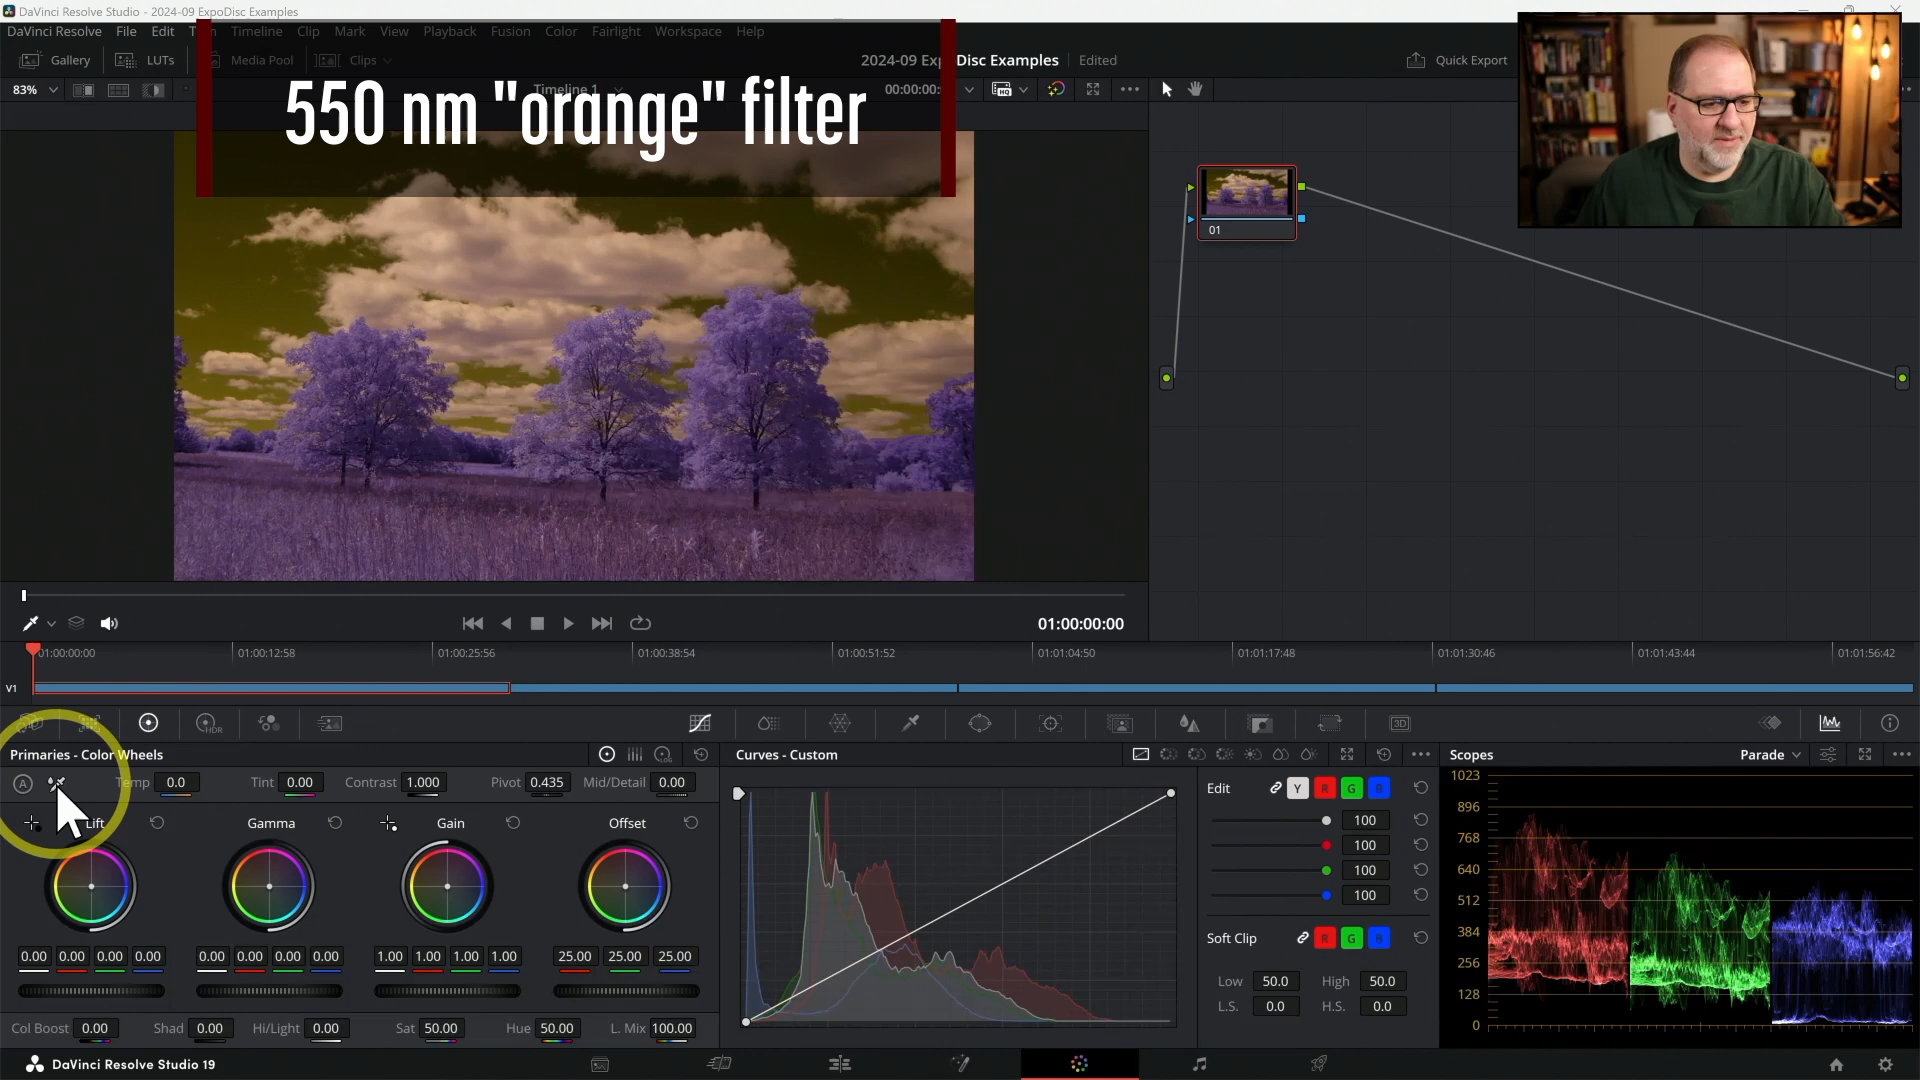 DaVinci Resolve Studio - 2024-09 ExpoDisc Examples
DaVinci Resolve File Edit Timeline Clip Mark View Playback Fusion Color Fairlight Workspace Help
Gallery LUTs Media Pool Clips Edited Quick Export
Disc Examples
83% Timeline 1 00:00:00:
550 nm "orange" filter
01
01:00:00:00
01:00:00:00 01:00:12:58 01:00:25:56 01:00:38:54 01:00:51:52 01:01:04:50 01:01:17:48 01:01:30:46 01:01:43:44 01:01:56:42
V1
HDR
3D
Primaries - Color Wheels
LOG
A Temp 0.0 Tint 0.00 Contrast 1.000 Pivot 0.435 Mid/Detail 0.00
Lift Gamma Gain Offset
0.00 0.00 0.00 0.00 0.00 0.00 0.00 0.00 1.00 1.00 1.00 1.00 25.00 25.00 25.00
Col Boost 0.00 Shad 0.00 Hi/Light 0.00 Sat 50.00 Hue 50.00 L. Mix 100.00
Curves - Custom
Edit Y R G B
100
100
100
100
Soft Clip R G B
Low 50.0 High 50.0
L.S. 0.0 H.S. 0.0
Scopes Parade
1023
896
768
640
512
384
256
128
0
DaVinci Resolve Studio 19